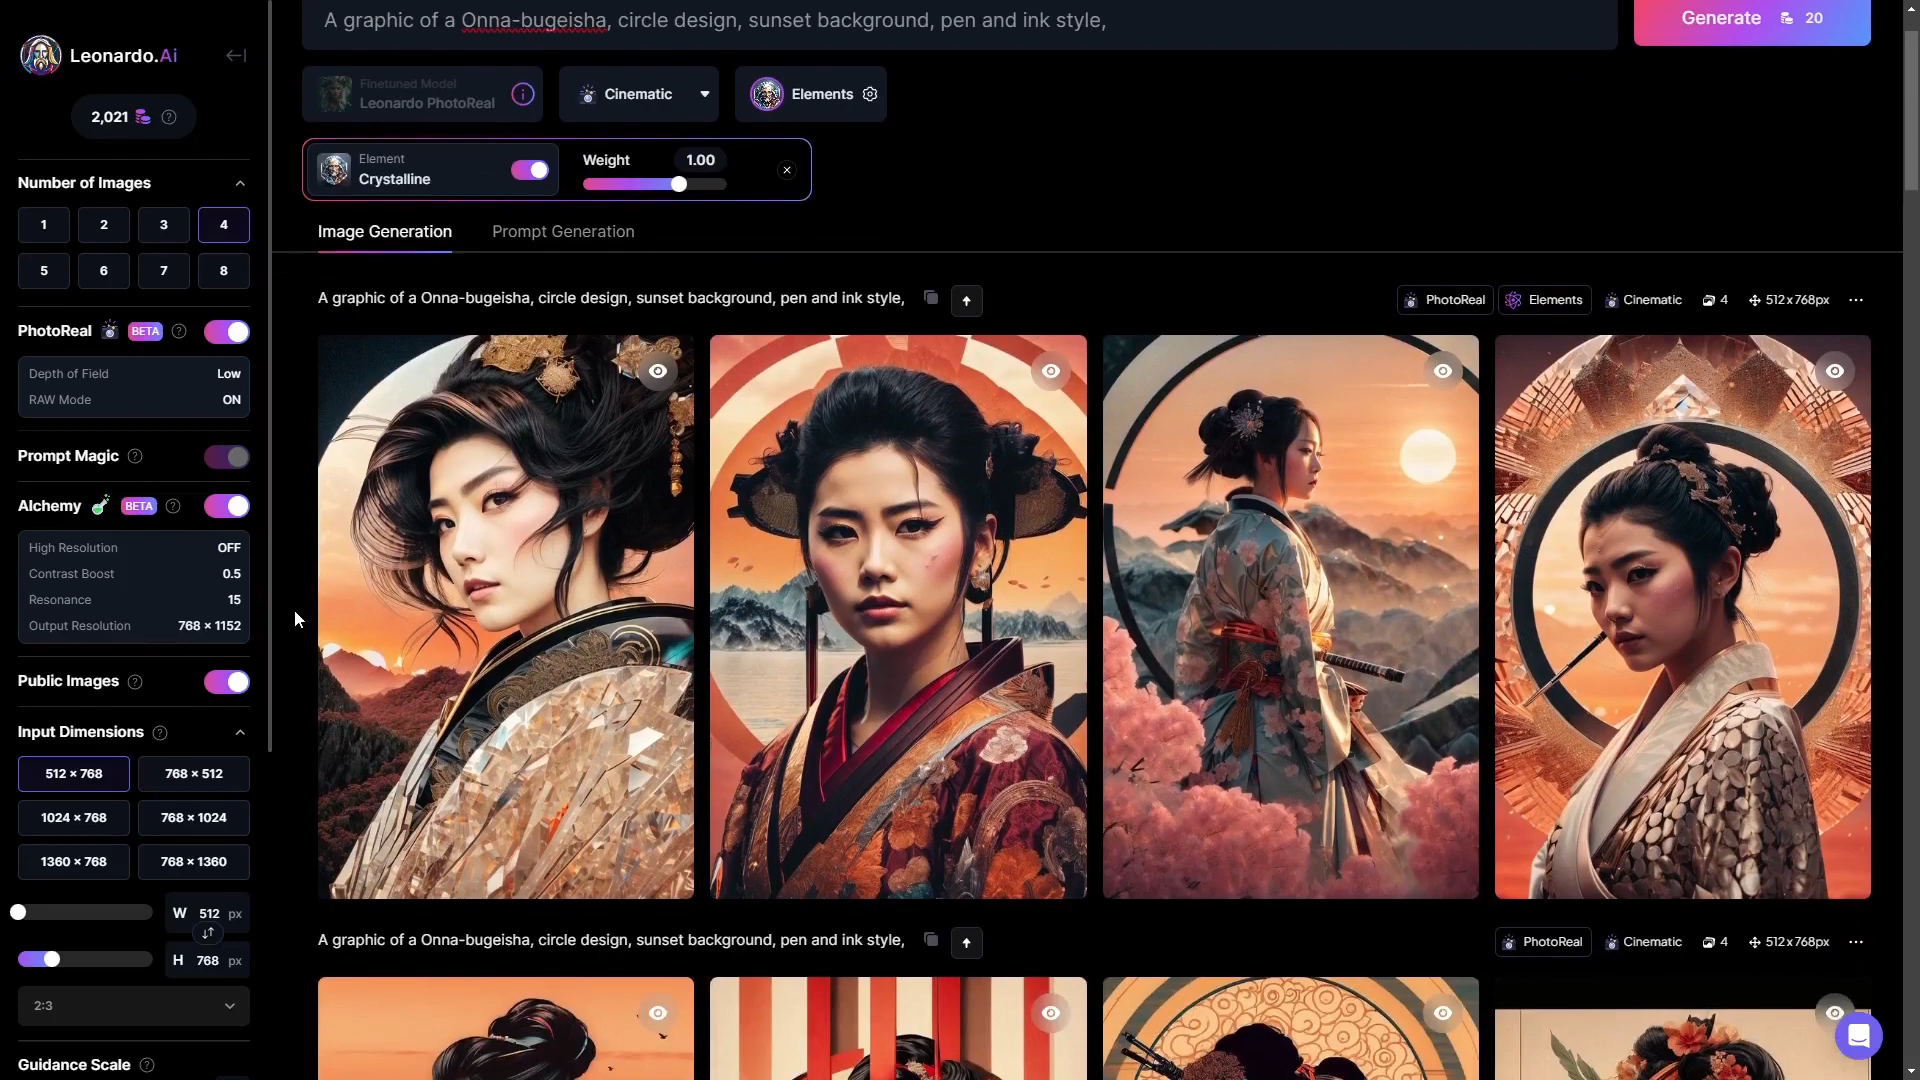 A graphic of a Onna-bugeisha, circle design, sunset background, pen and ink style,
Generate 20
Leonardo.Ai
2,021
Finetuned Model
Leonardo PhotoReal
Cinematic
Elements
Element
Crystalline
Weight 1.00
Number of Images
1 2 3 4
5 6 7 8
Image Generation Prompt Generation
A graphic of a Onna-bugeisha, circle design, sunset background, pen and ink style,
PhotoReal Elements Cinematic 4 512x768px
PhotoReal BETA
Depth of Field Low
RAW Mode ON
Prompt Magic
Alchemy BETA
High Resolution OFF
Contrast Boost 0.5
Resonance 15
Output Resolution 768 × 1152
Public Images
Input Dimensions
512 × 768 768 × 512
1024 × 768 768 × 1024
1360 × 768 768 × 1360
W 512 px
H 768 px
2:3
Guidance Scale
A graphic of a Onna-bugeisha, circle design, sunset background, pen and ink style,
PhotoReal Cinematic 4 512x768px